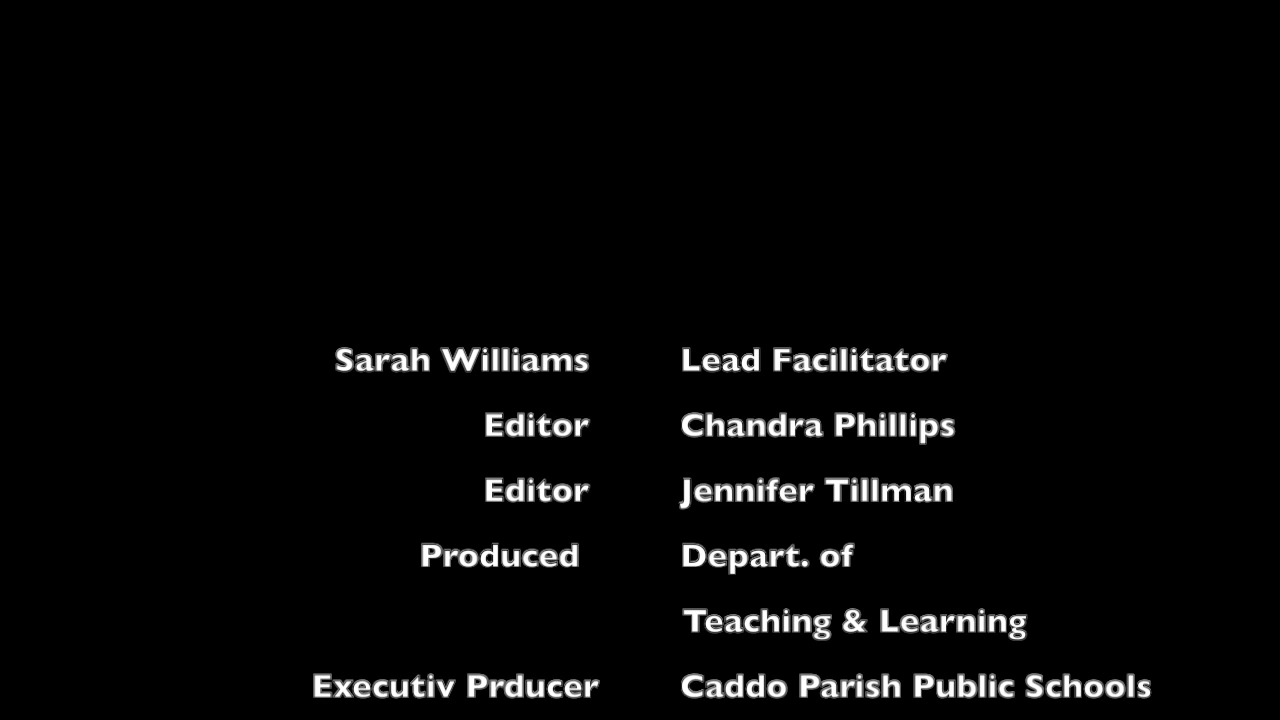 Sarah Williams Lead Facilitator
Editor Chandra Phillips
Editor Jennifer Tillman
Produced Depart. of
Teaching & Learning
Executiv Prducer Caddo Parish Public Schools